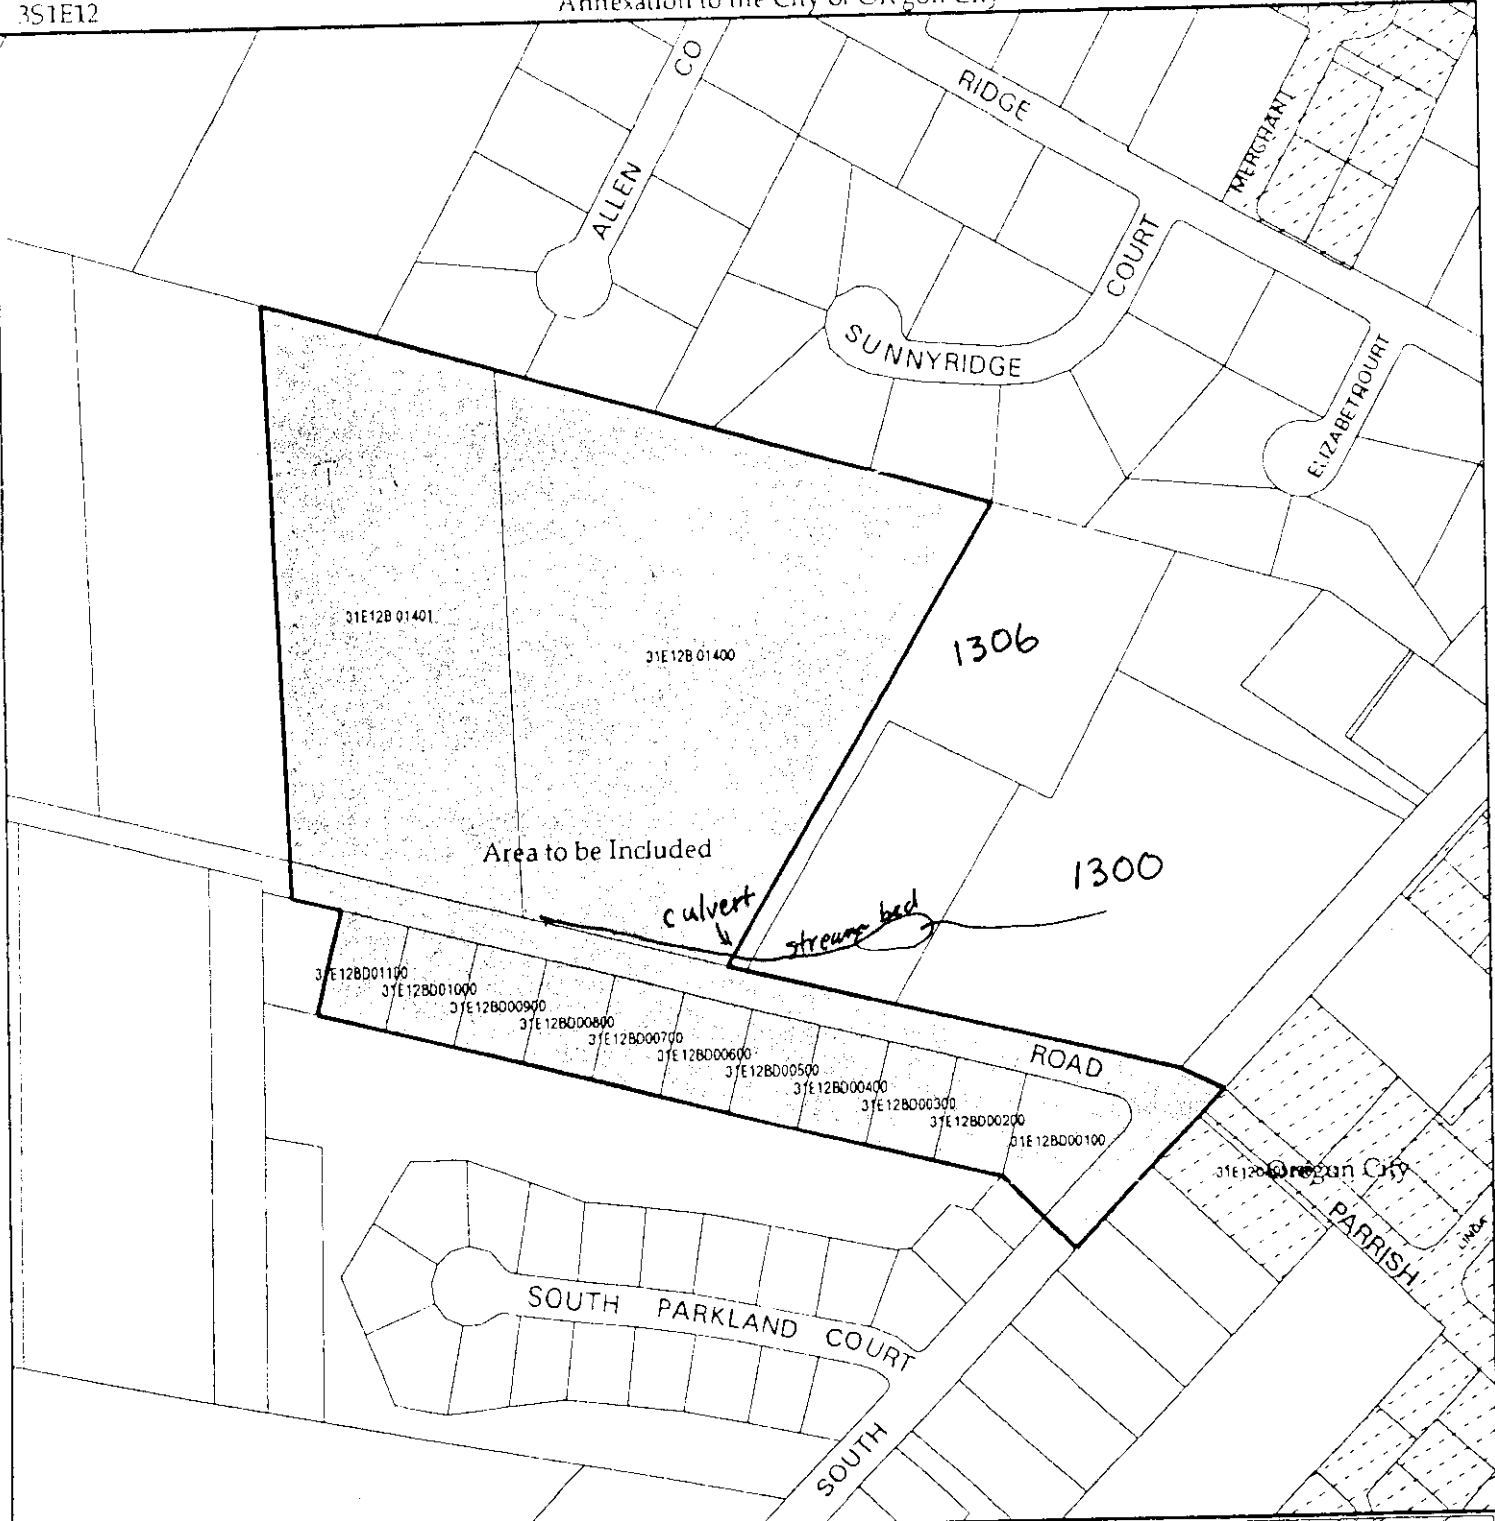 3S1E12
Annexation to the City of Oregon City
CO
ALLEN
RIDGE
MERCHANT
COURT
SUNNYRIDGE
31E12B 01401
31E12B 01400
1306
Area to be Included
culvert
stream bed
1300
31E12BD01100
31E12BD01000
31E12BD00900
31E12BD00800
31E12BD00700
31E12BD00600
31E12BD00500
31E12BD00400
31E12BD00300
31E12BD00200
31E12BD00100
ROAD
Oregon City
PARRISH
LINDA
SOUTH PARKLAND COURT
SOUTH